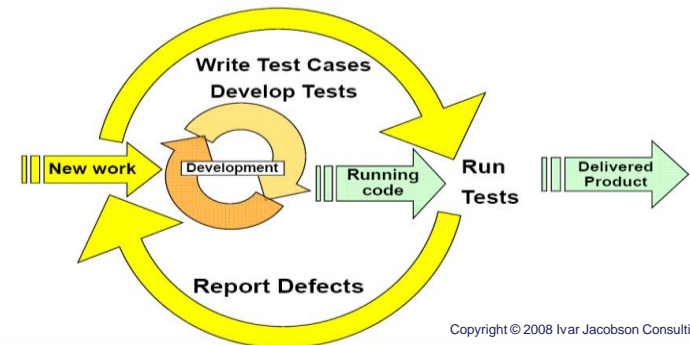 Write Test Cases
Develop Tests
New work
Development
Running
code
Run
Tests
Delivered
Product
Report Defects
Copyright © 2008 Ivar Jacobson Consulti